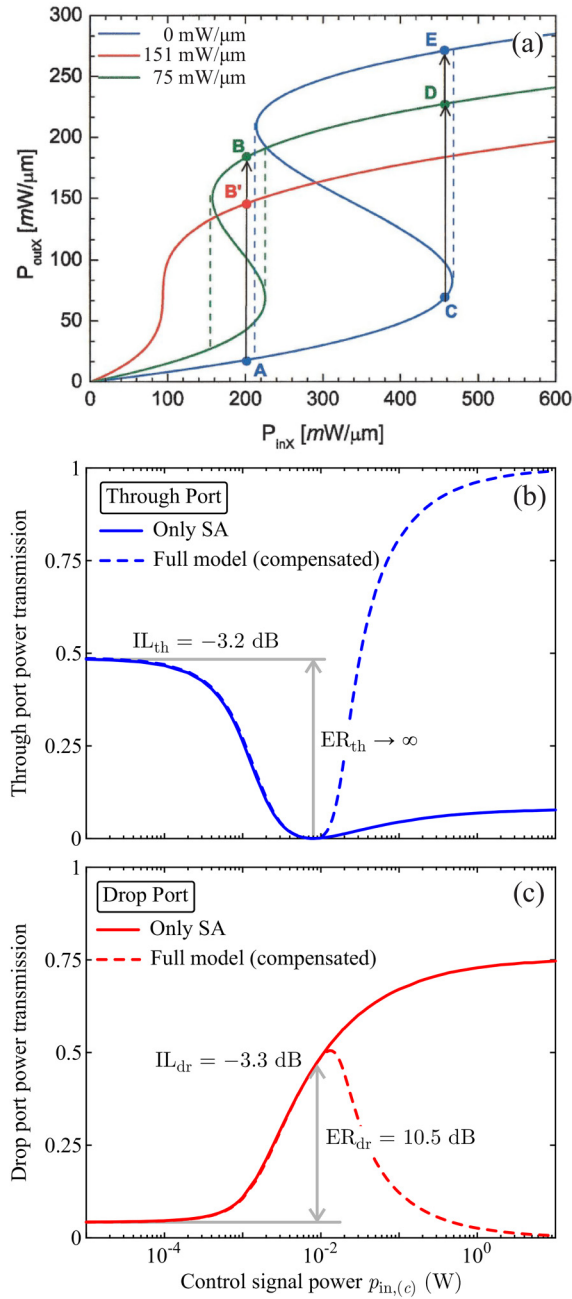 300
250
200
150
100
50
0
P_outX [mW/μm]
0 mW/μm
151 mW/μm
75 mW/μm
(a)
E
D
B
B'
C
A
0
100
200
300
400
500
600
P_inX [mW/μm]
1
0.75
0.5
0.25
0
Through port power transmission
Through Port
(b)
Only SA
Full model (compensated)
IL_th = −3.2 dB
ER_th → ∞
1
0.75
0.5
0.25
0
Drop port power transmission
Drop Port
(c)
Only SA
Full model (compensated)
IL_dr = −3.3 dB
ER_dr = 10.5 dB
10^-4
10^-2
10^0
Control signal power p_in,(c) (W)